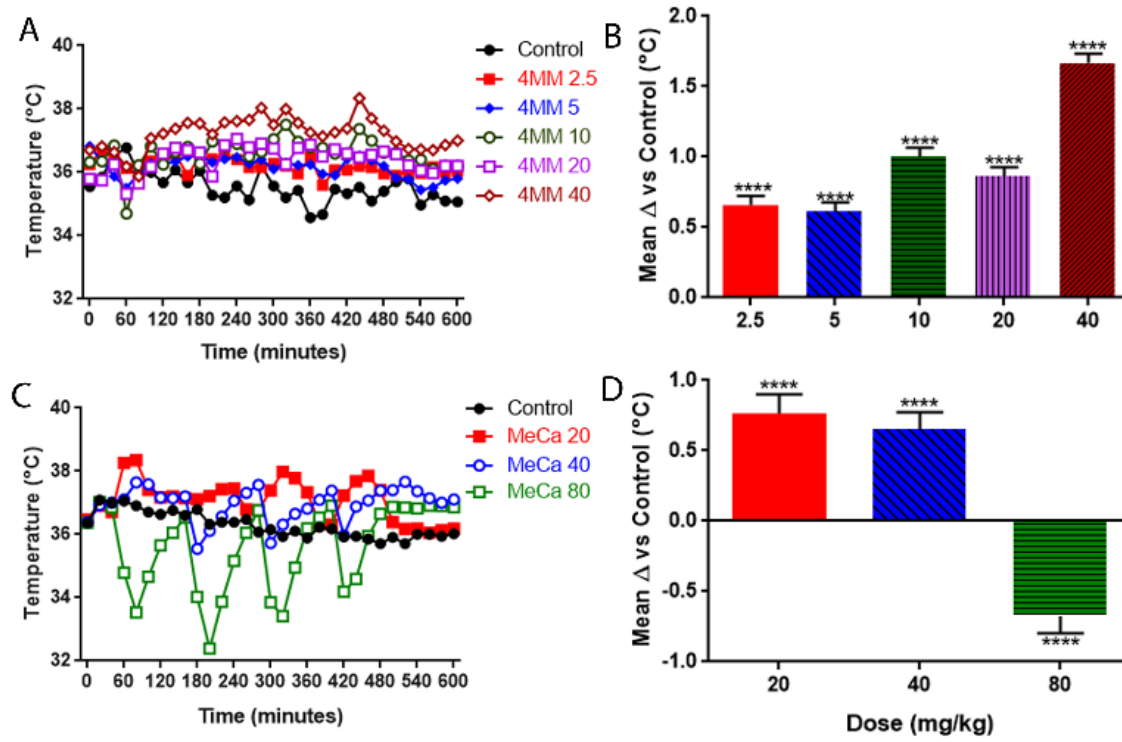 A
Temperature (°C)
40
38
36
34
32
0 60 120 180 240 300 360 420 480 540 600
Time (minutes)
Control
4MM 2.5
4MM 5
4MM 10
4MM 20
4MM 40
B
Mean Δ vs Control (°C)
2.0
1.5
1.0
0.5
0.0
****
****
****
****
****
2.5 5 10 20 40
C
Temperature (°C)
40
38
36
34
32
0 60 120 180 240 300 360 420 480 540 600
Time (minutes)
Control
MeCa 20
MeCa 40
MeCa 80
D
Mean Δ vs Control (°C)
1.0
0.5
0.0
-0.5
-1.0
****
****
****
20 40 80
Dose (mg/kg)